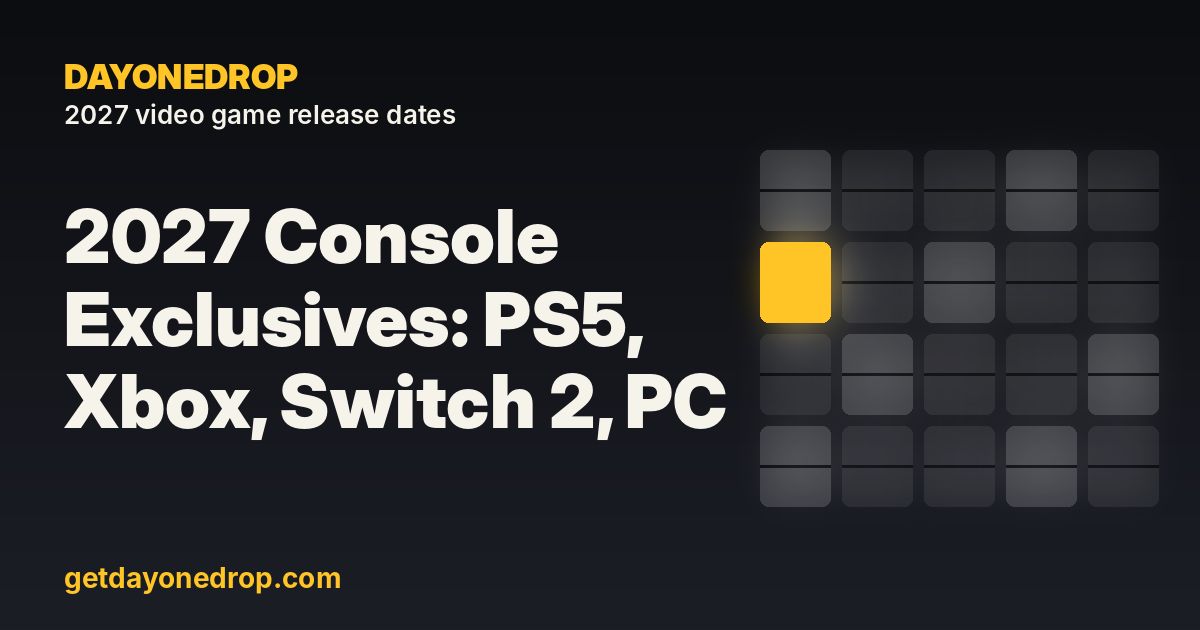 DAYONEDROP
2027 video game release dates
2027 Console
Exclusives: PS5,
Xbox, Switch 2, PC
getdayonedrop.com